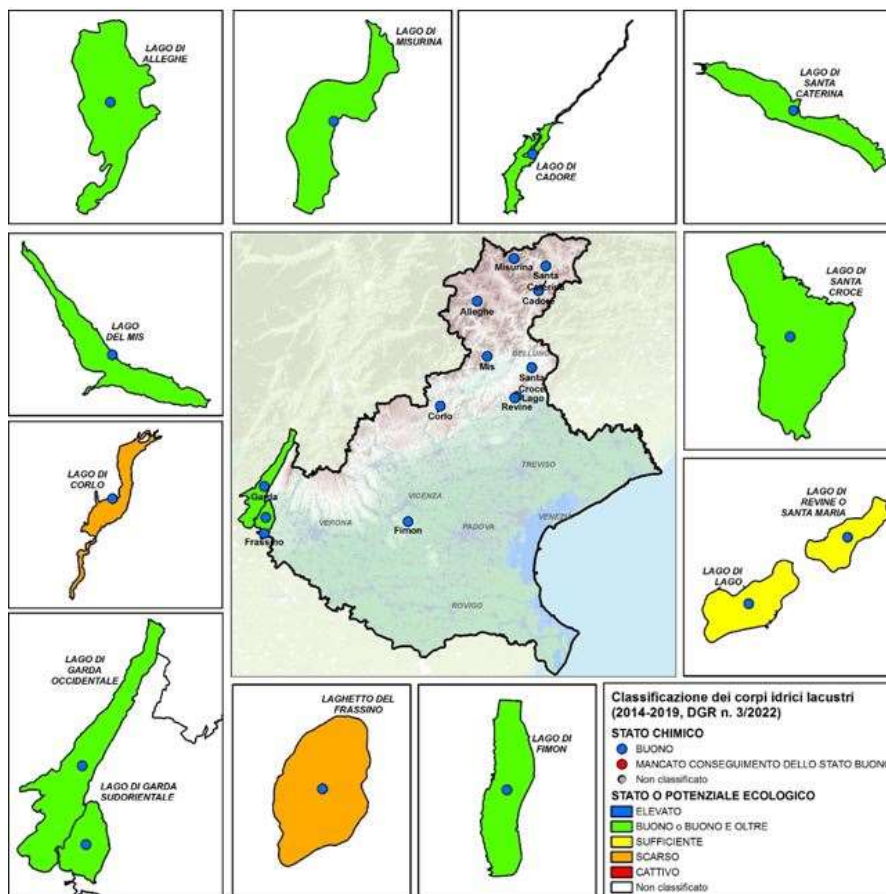 LAGO DI
ALLEGHE
LAGO DI
MISURINA
LAGO DI
CADORE
LAGO DI
SANTA
CATERINA
LAGO
DEL MIS
Misurina
Santa
Caterina
Cadore
Alleghe
BELLUNO
Mis
Santa
Croce
Lago
Revine
Corlo
TREVISO
VICENZA
Garda
VERONA
Fimon
PADOVA
VENEZIA
Frassino
ROVIGO
LAGO DI
SANTA
CROCE
LAGO DI
CORLO
LAGO DI
REVINE O
SANTA MARIA
LAGO DI
LAGO
LAGO DI
GARDA
OCCIDENTALE
LAGO DI GARDA
SUDORIENTALE
LAGHETTO DEL
FRASSINO
LAGO DI
FIMON
Classificazione dei corpi idrici lacustri
(2014-2019, DGR n. 3/2022)
STATO CHIMICO
BUONO
MANCATO CONSEGUIMENTO DELLO STATO BUONO
Non classificato
STATO O POTENZIALE ECOLOGICO
ELEVATO
BUONO o BUONO E OLTRE
SUFFICIENTE
SCARSO
CATTIVO
Non classificato